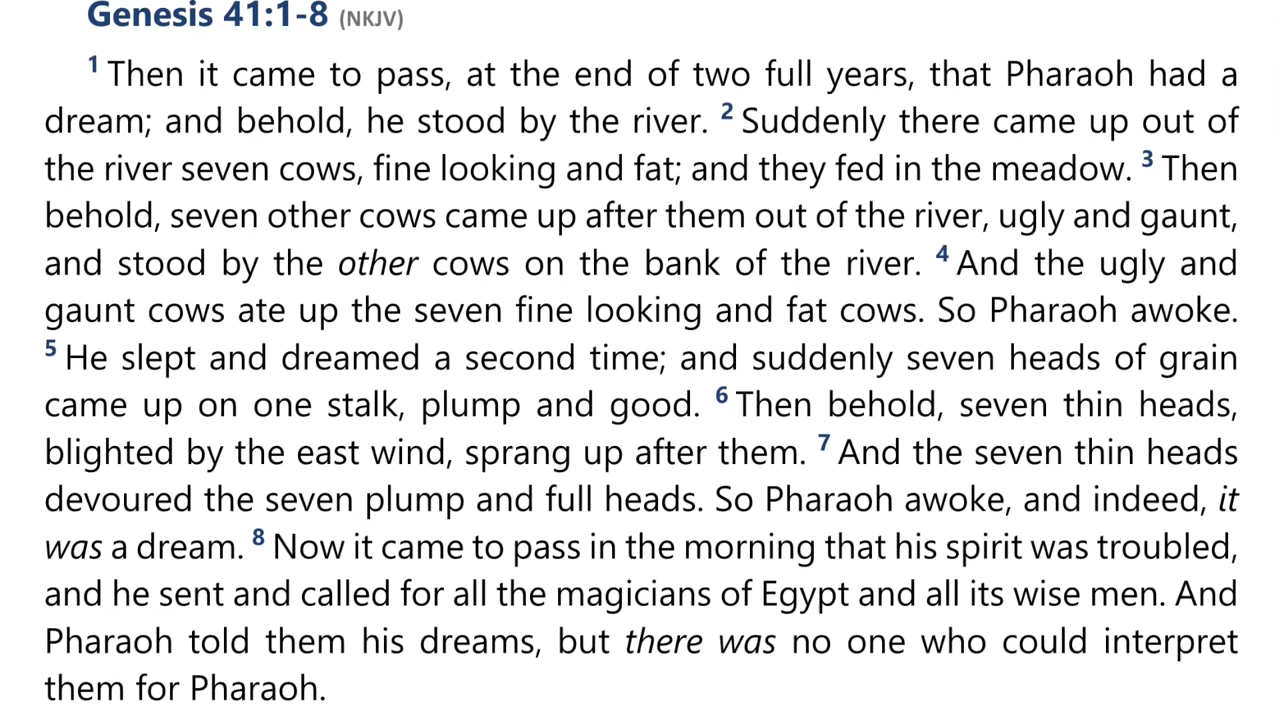 Genesis 41:1-8 (NKJV)
1 Then it came to pass, at the end of two full years, that Pharaoh had a
dream; and behold, he stood by the river. 2 Suddenly there came up out of
the river seven cows, fine looking and fat; and they fed in the meadow. 3 Then
behold, seven other cows came up after them out of the river, ugly and gaunt,
and stood by the other cows on the bank of the river. 4 And the ugly and
gaunt cows ate up the seven fine looking and fat cows. So Pharaoh awoke.
5 He slept and dreamed a second time; and suddenly seven heads of grain
came up on one stalk, plump and good. 6 Then behold, seven thin heads,
blighted by the east wind, sprang up after them. 7 And the seven thin heads
devoured the seven plump and full heads. So Pharaoh awoke, and indeed, it
was a dream. 8 Now it came to pass in the morning that his spirit was troubled,
and he sent and called for all the magicians of Egypt and all its wise men. And
Pharaoh told them his dreams, but there was no one who could interpret
them for Pharaoh.